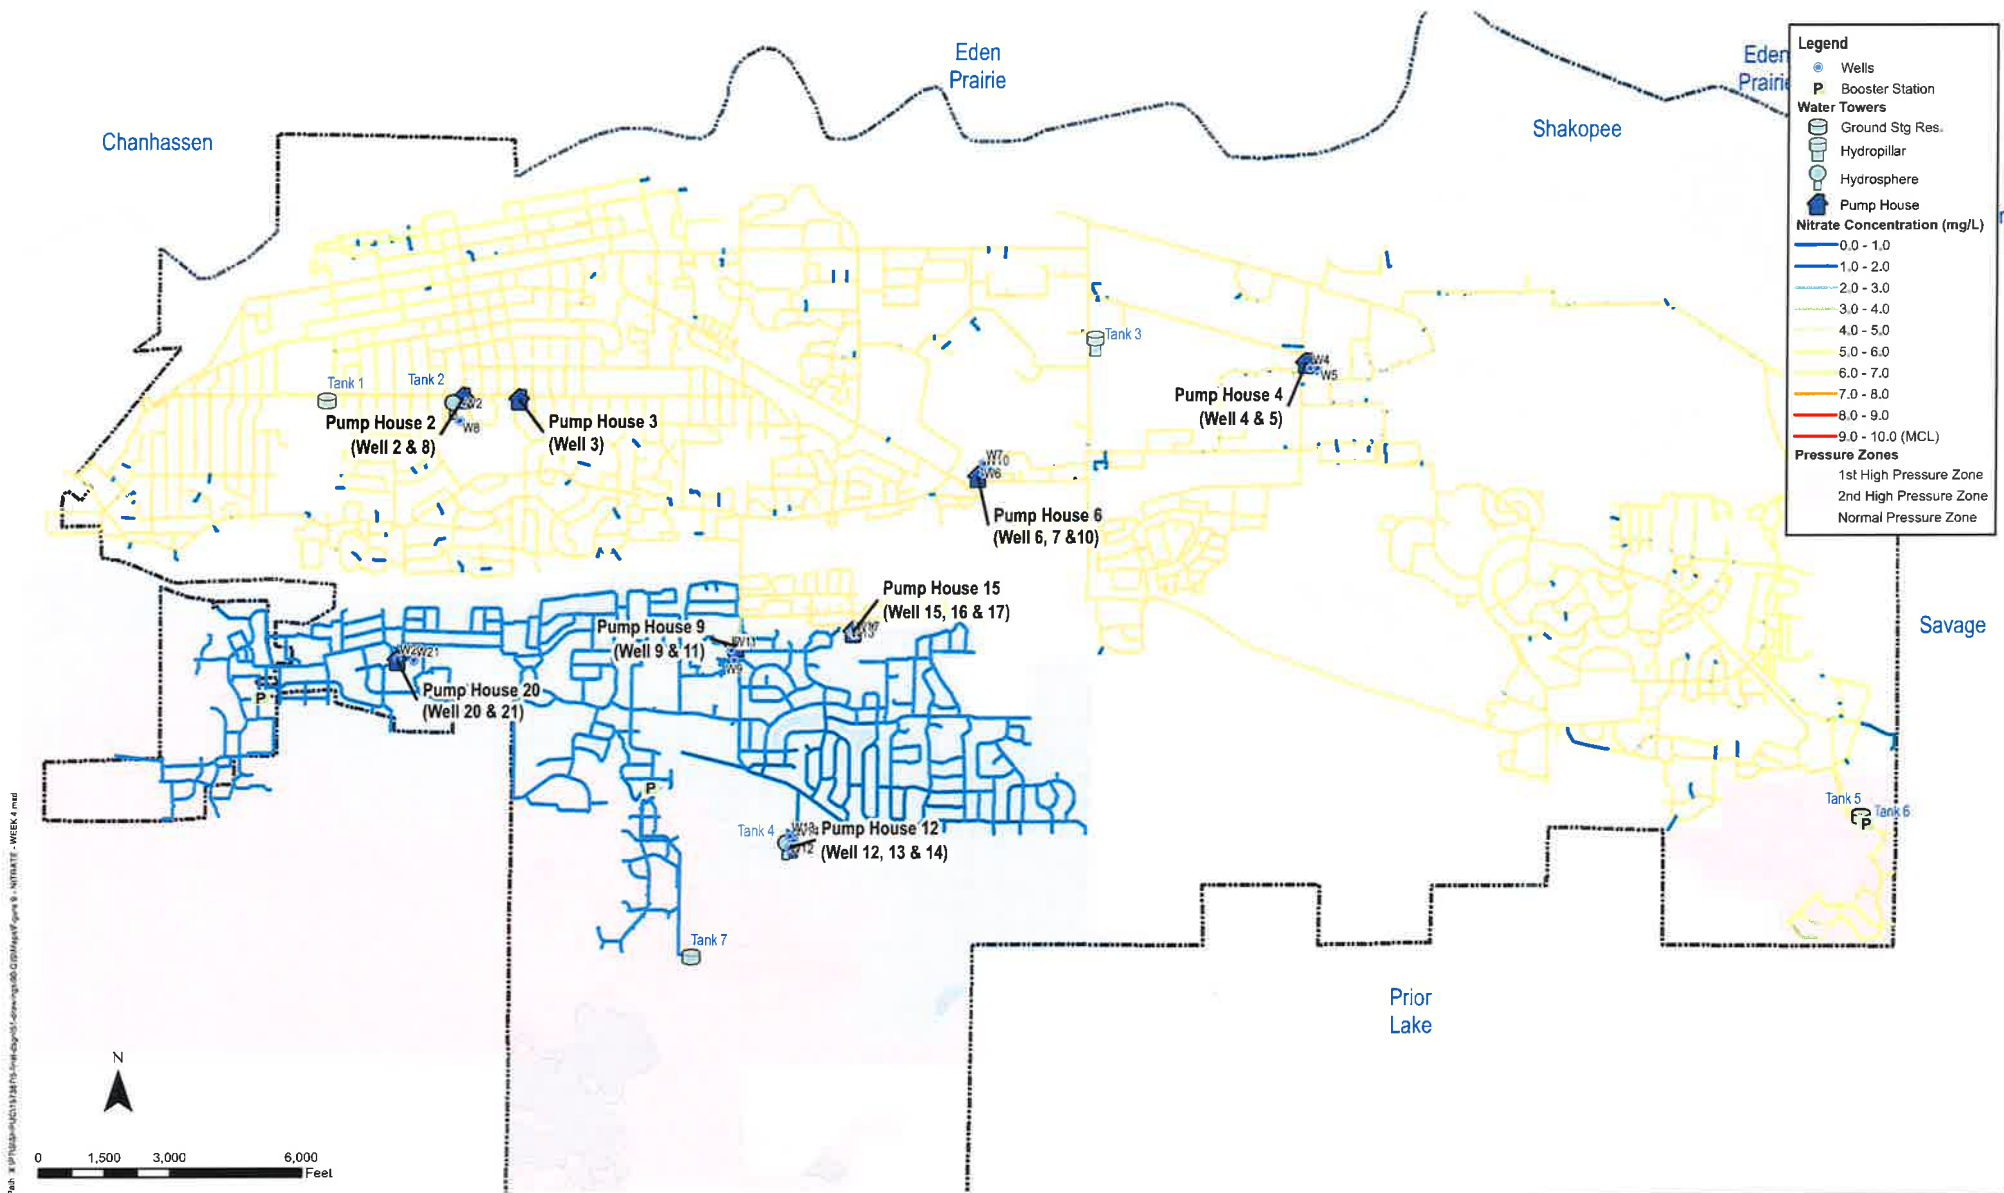 Eden
Prairie
Chanhassen
Shakopee
Eden
Prairie
Legend
Wells
P Booster Station
Water Towers
Ground Stg Res.
Hydropillar
Hydrosphere
Pump House
Nitrate Concentration (mg/L)
0.0 - 1.0
1.0 - 2.0
2.0 - 3.0
3.0 - 4.0
4.0 - 5.0
5.0 - 6.0
6.0 - 7.0
7.0 - 8.0
8.0 - 9.0
9.0 - 10.0 (MCL)
Pressure Zones
1st High Pressure Zone
2nd High Pressure Zone
Normal Pressure Zone
Tank 3
W4
W5
Pump House 4
(Well 4 & 5)
Tank 1
Tank 2
W2
W8
Pump House 2
(Well 2 & 8)
Pump House 3
(Well 3)
W6
Pump House 6
(Well 6, 7 &10)
Pump House 15
(Well 15, 16 & 17)
Pump House 9
(Well 9 & 11)
W11
W9
W21
Pump House 20
(Well 20 & 21)
P
Savage
P
Tank 4
Pump House 12
(Well 12, 13 & 14)
Tank 5
Tank 6
P
Tank 7
Prior
Lake
N
0 1,500 3,000 6,000
Feet